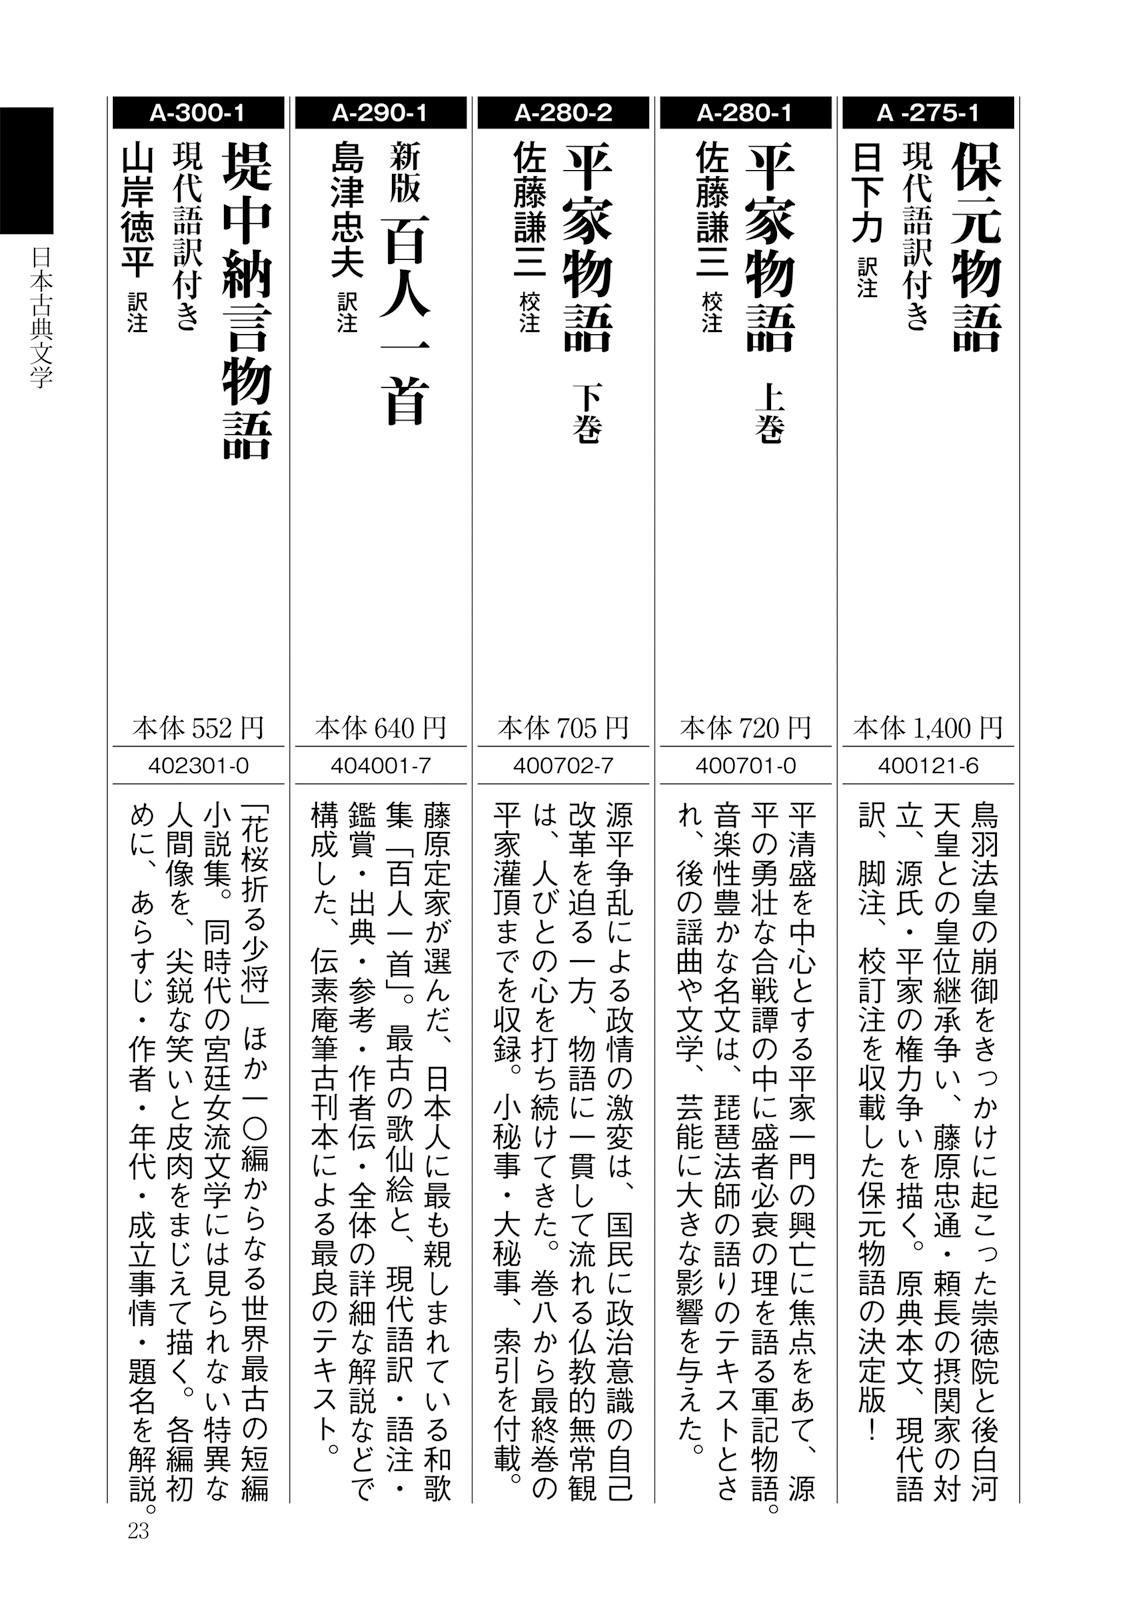 A -275-1
保元物語
現代語訳付き
日下力 訳注
本体 1,400 円
400121-6
鳥羽法皇の崩御をきっかけに起こった崇徳院と後白河
天皇との皇位継承争い、藤原忠通・頼長の摂関家の対
立、源氏・平家の権力争いを描く。原典本文、現代語
訳、脚注、校訂注を収載した保元物語の決定版！
A-280-1
平家物語 上巻
佐藤謙三 校注
本体 720 円
400701-0
平清盛を中心とする平家一門の興亡に焦点をあて、源
平の勇壮な合戦譚の中に盛者必衰の理を語る軍記物語。
音楽性豊かな名文は、琵琶法師の語りのテキストとさ
れ、後の謡曲や文学、芸能に大きな影響を与えた。
A-280-2
平家物語 下巻
佐藤謙三 校注
本体 705 円
400702-7
源平争乱による政情の激変は、国民に政治意識の自己
改革を迫る一方、物語に一貫して流れる仏教的無常観
は、人びとの心を打ち続けてきた。巻八から最終巻の
平家灌頂までを収録。小秘事・大秘事、索引を付載。
A-290-1
新版 百人一首
島津忠夫 訳注
本体 640 円
404001-7
藤原定家が選んだ、日本人に最も親しまれている和歌
集「百人一首」。最古の歌仙絵と、現代語訳・語注・
鑑賞・出典・参考・作者伝・全体の詳細な解説などで
構成した、伝素庵筆古刊本による最良のテキスト。
A-300-1
堤中納言物語
現代語訳付き
山岸徳平 訳注
本体 552 円
402301-0
「花桜折る少将」ほか一〇編からなる世界最古の短編
小説集。同時代の宮廷女流文学には見られない特異な
人間像を、尖鋭な笑いと皮肉をまじえて描く。各編初
めに、あらすじ・作者・年代・成立事情・題名を解説。
日本古典文学
23